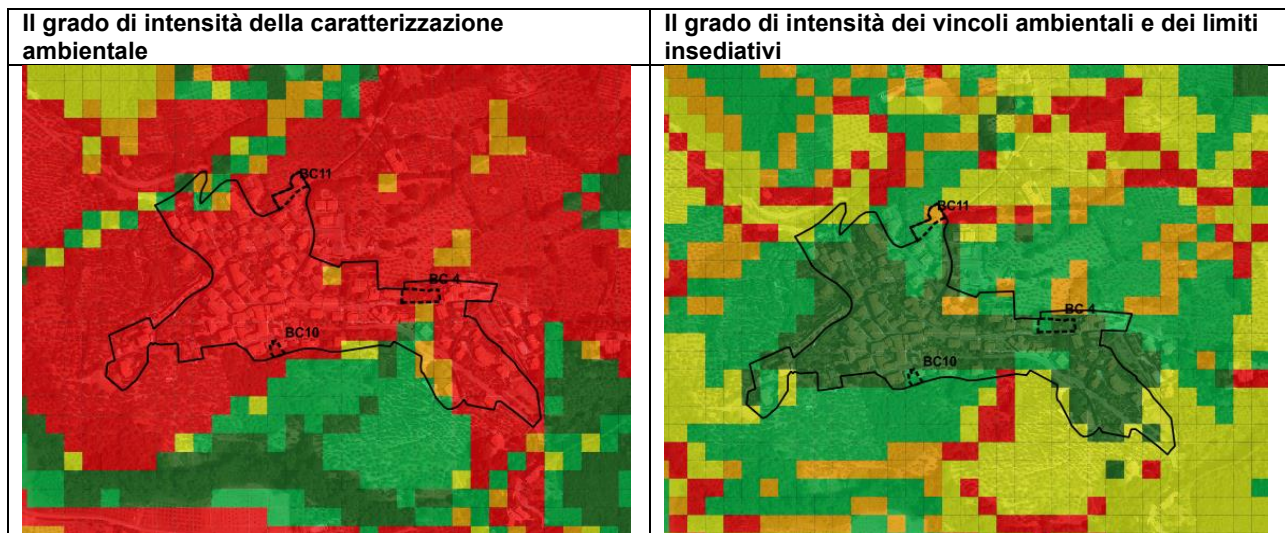 Il grado di intensità della caratterizzazione
ambientale
Il grado di intensità dei vincoli ambientali e dei limiti
insediativi
BC11
BC 4
BC10
BC11
BC 4
BC10